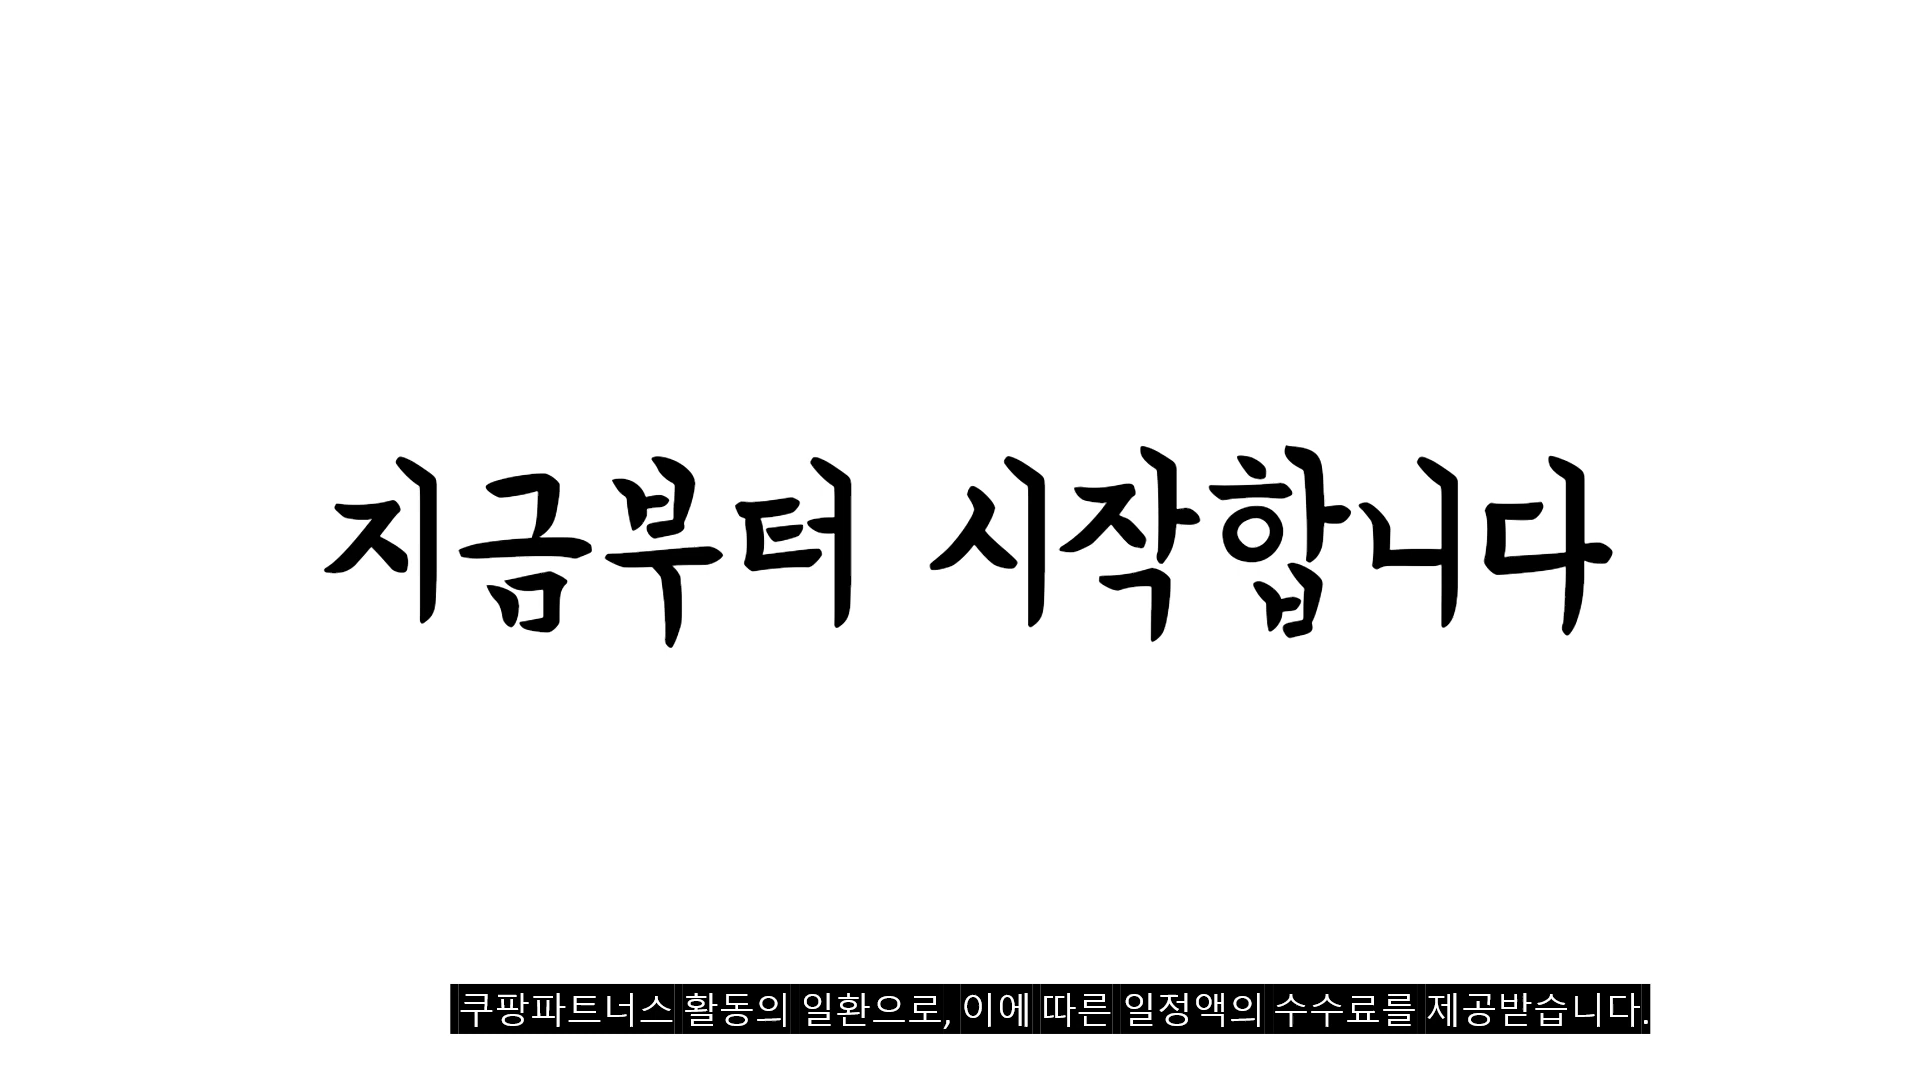 지금부터 시작합니다
쿠팡파트너스 활동의 일환으로, 이에 따른 일정액의 수수료를 제공받습니다.